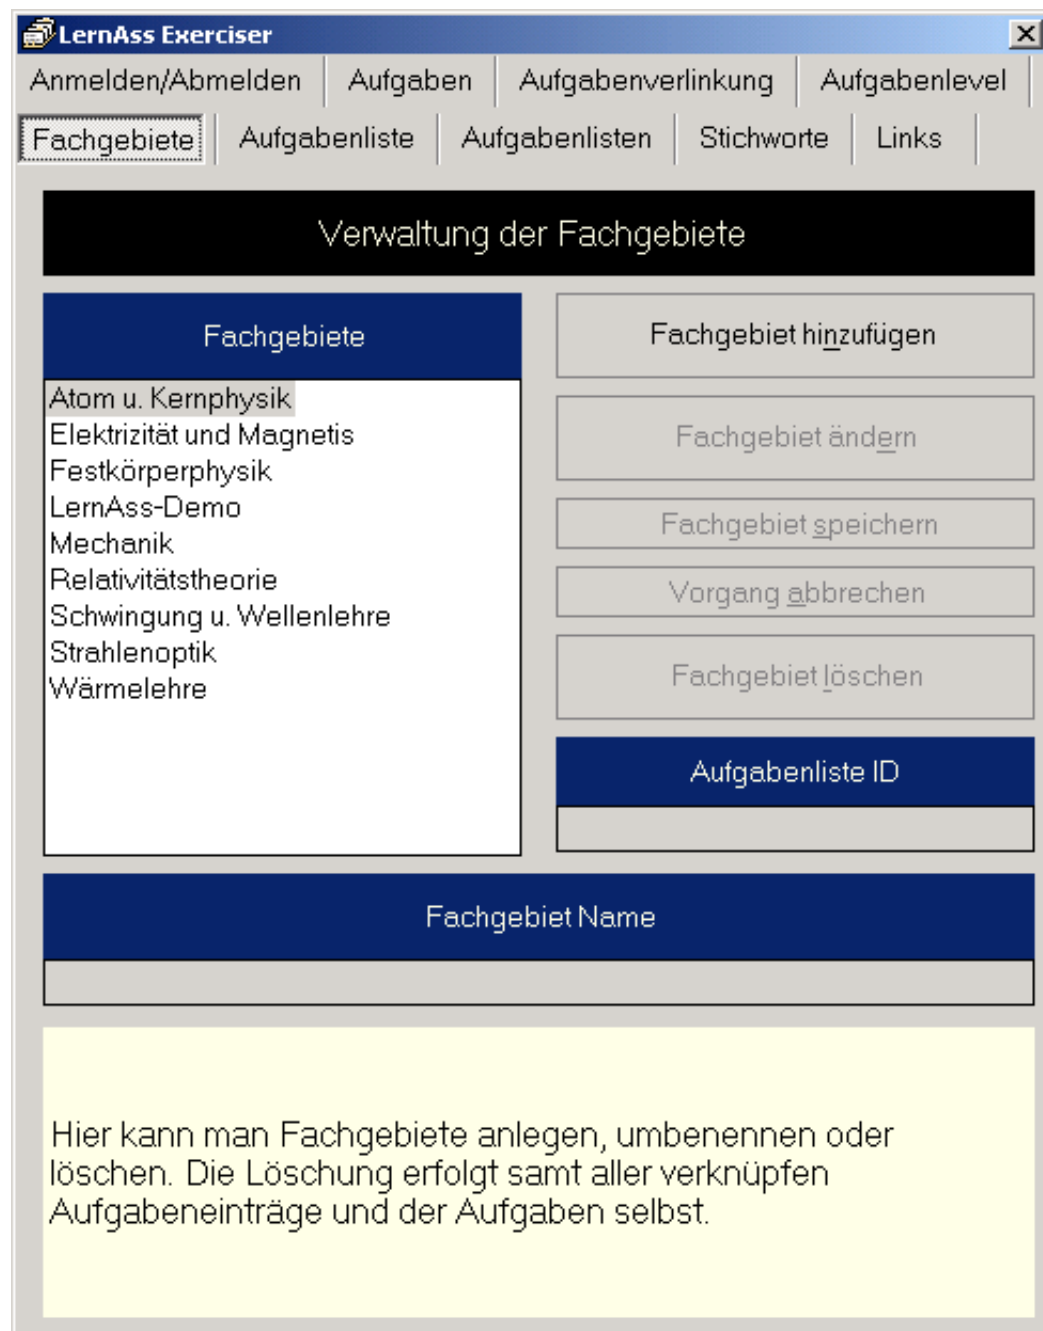 LernAss Exerciser
Anmelden/Abmelden Aufgaben Aufgabenverlinkung Aufgabenlevel
Fachgebiete Aufgabenliste Aufgabenlisten Stichworte Links
Verwaltung der Fachgebiete
Fachgebiete
Atom u. Kernphysik
Elektrizität und Magnetis
Festkörperphysik
LernAss-Demo
Mechanik
Relativitätstheorie
Schwingung u. Wellenlehre
Strahlenoptik
Wärmelehre
Fachgebiet hinzufügen
Fachgebiet ändern
Fachgebiet speichern
Vorgang abbrechen
Fachgebiet löschen
Aufgabenliste ID
Fachgebiet Name
Hier kann man Fachgebiete anlegen, umbenennen oder
löschen. Die Löschung erfolgt samt aller verknüpfen
Aufgabeneinträge und der Aufgaben selbst.